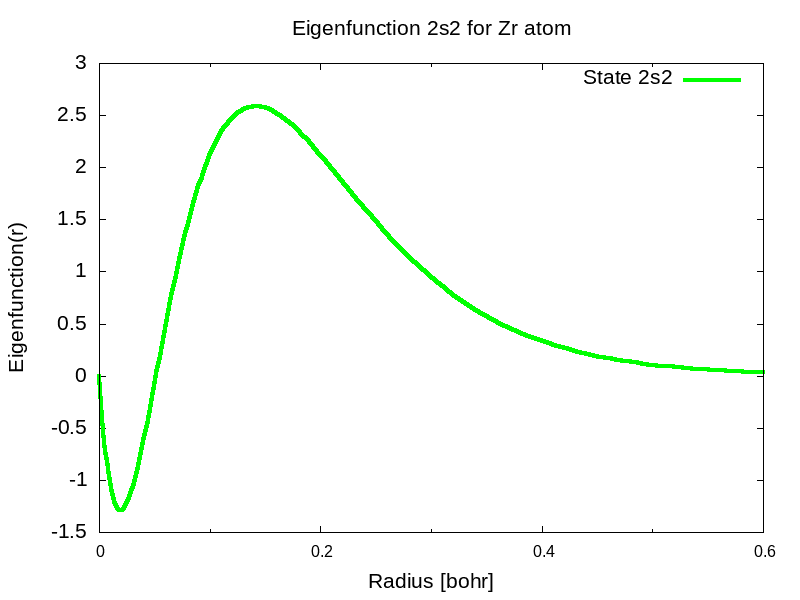 Eigenfunction 2s2 for Zr atom
State 2s2
3
2.5
2
1.5
1
0.5
0
-0.5
-1
-1.5
Eigenfunction(r)
0 0.2 0.4 0.6
Radius [bohr]